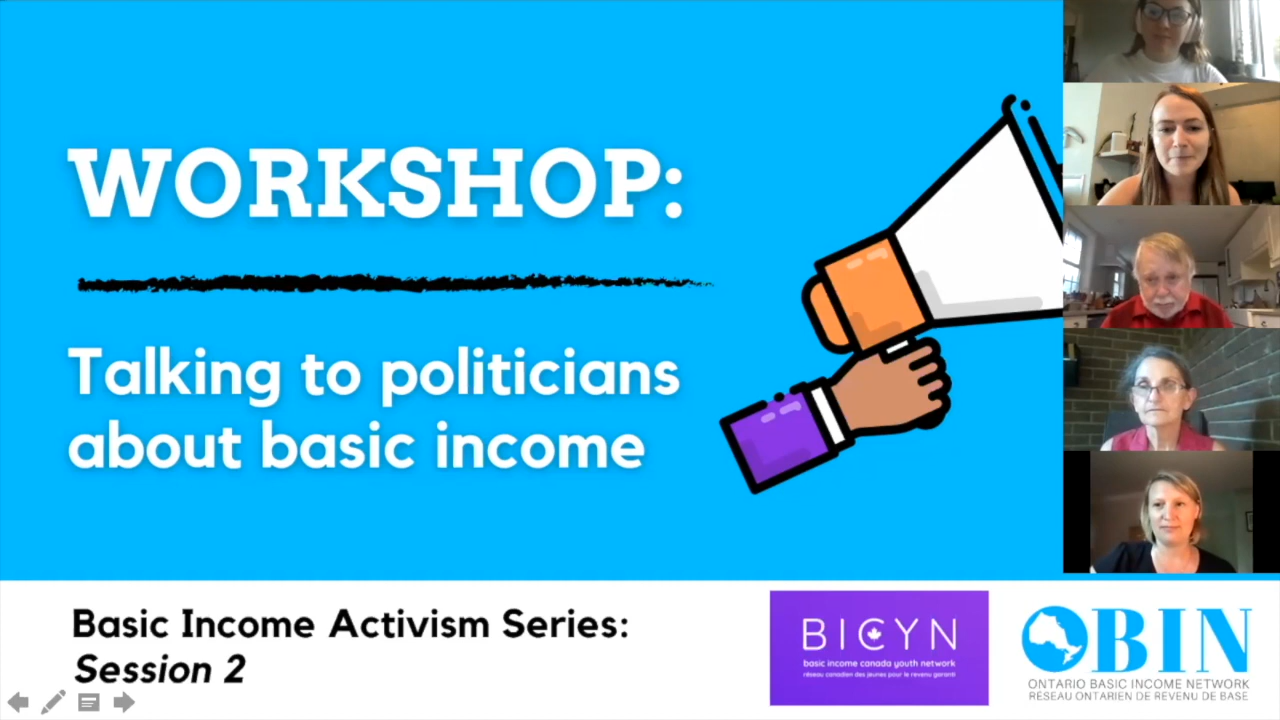 WORKSHOP:
Talking to politicians
about basic income
Basic Income Activism Series:
Session 2
BICYN
basic income canada youth network
réseau canadien des jeunes pour le revenu garanti
OBIN
ONTARIO BASIC INCOME NETWORK
RÉSEAU ONTARIEN DE REVENU DE BASE